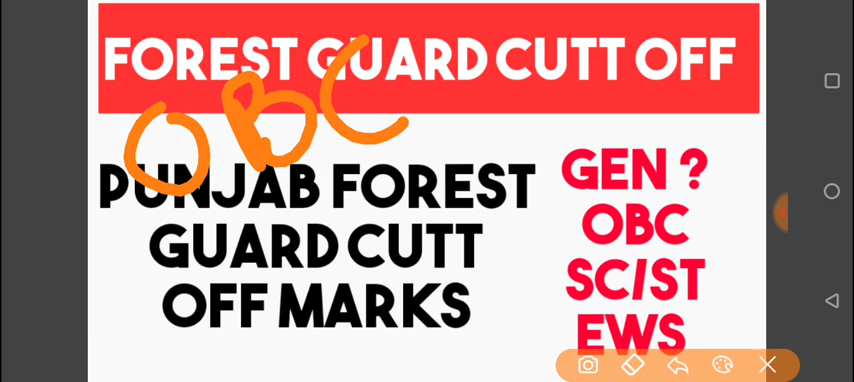 FOREST GUARD CUTT OFF
OBC
PUNJAB FOREST
GUARD CUTT
OFF MARKS
GEN ?
OBC
SC/ST
EWS